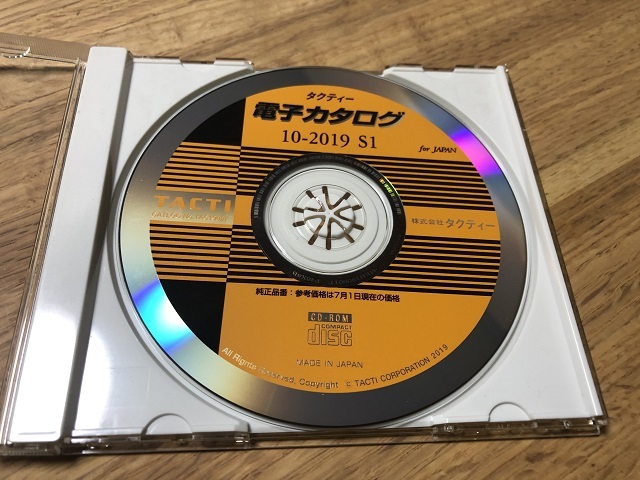 タクティー
電子カタログ
10-2019 S1
for JAPAN
TACTI
株式会社 タクティー
純正品番：参考価格は7月1日現在の価格
CD-ROM
COMPACT
disc
MADE IN JAPAN
All Rights Reserved, Copyright © TACTI CORPORATION 2019